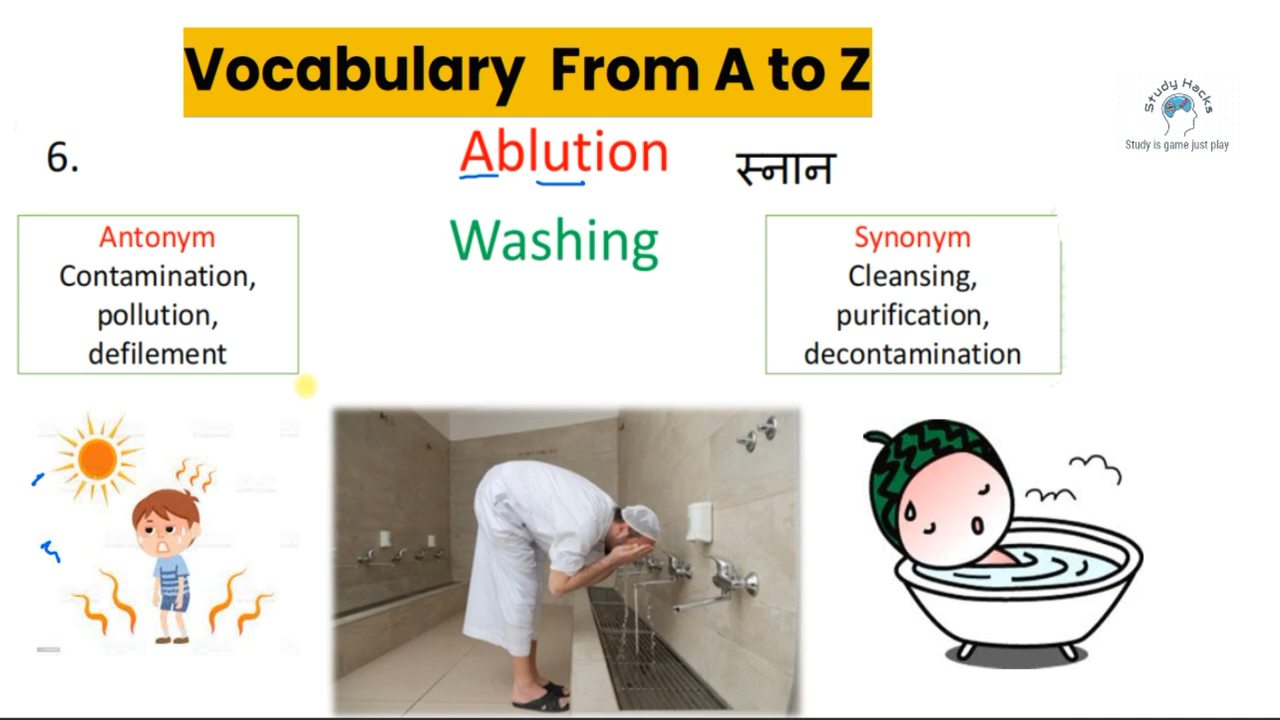 Vocabulary From A to Z
Study Hacks
Study is game just play
6.
Ablution
स्नान
Washing
Antonym
Contamination,
pollution,
defilement
Synonym
Cleansing,
purification,
decontamination